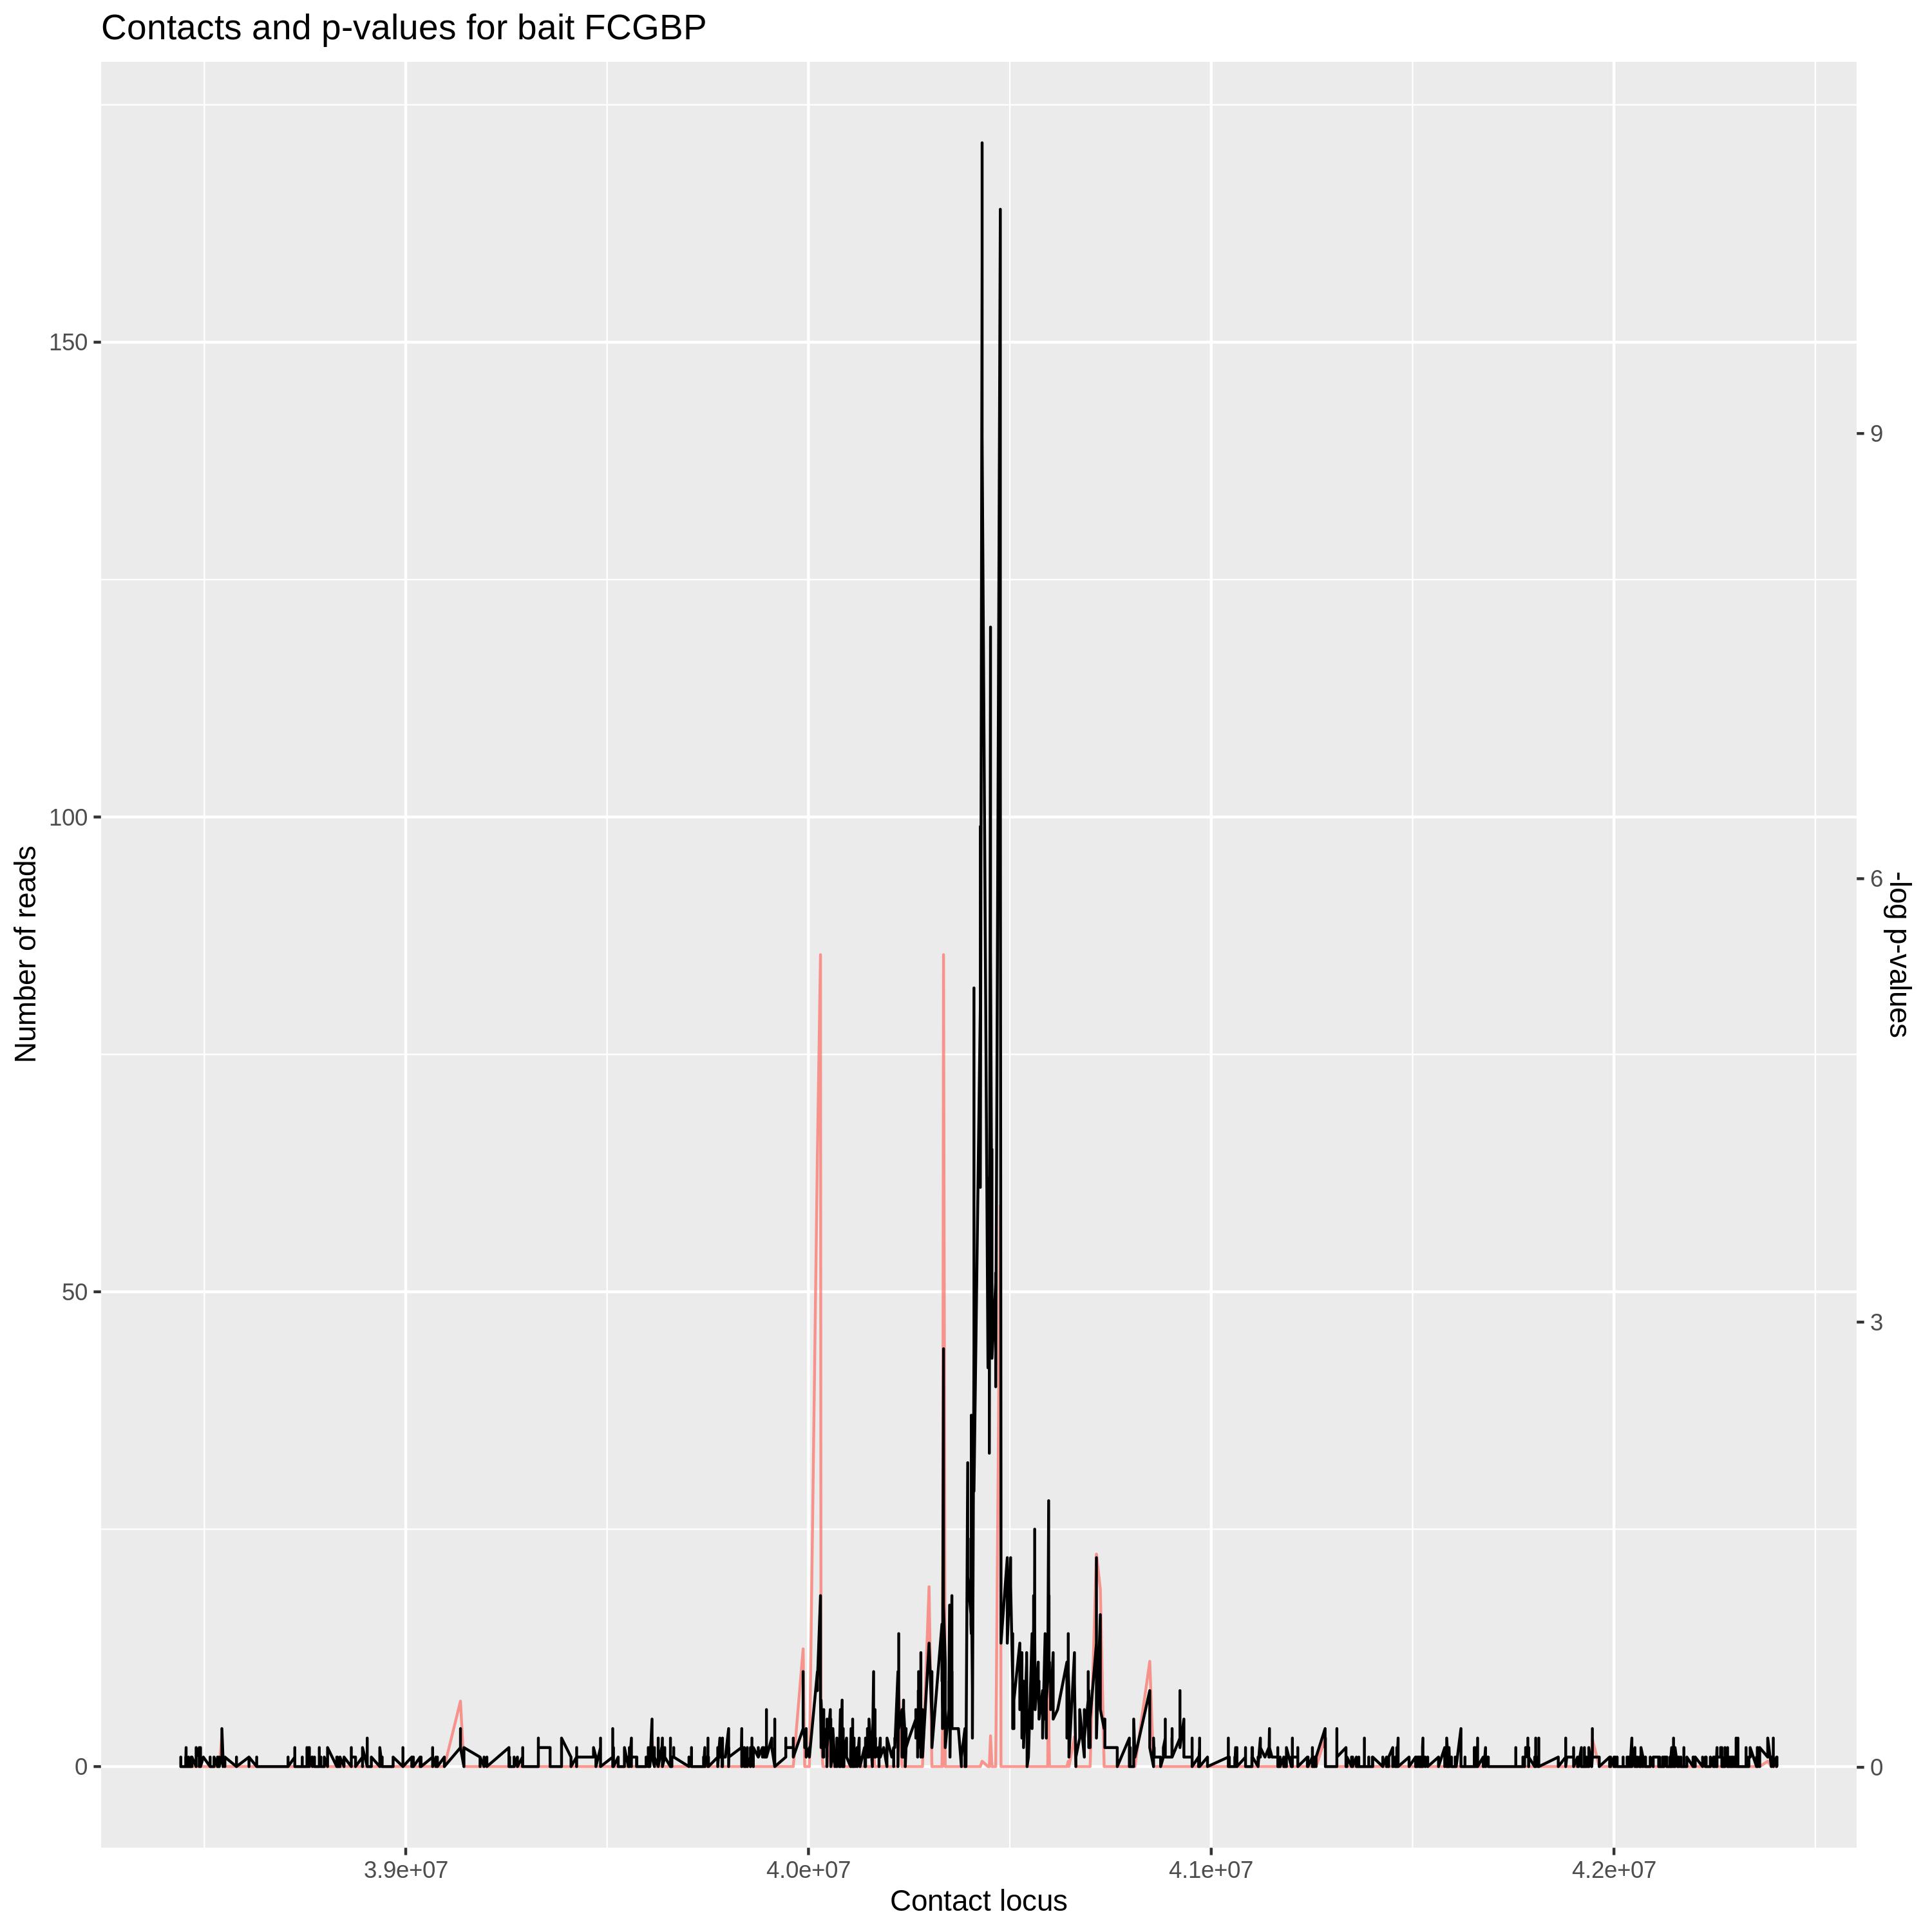 Contacts and p-values for bait FCGBP
150
100
50
0
Number of reads
9
6
3
0
-log p-values
3.9e+07
4.0e+07
4.1e+07
4.2e+07
Contact locus